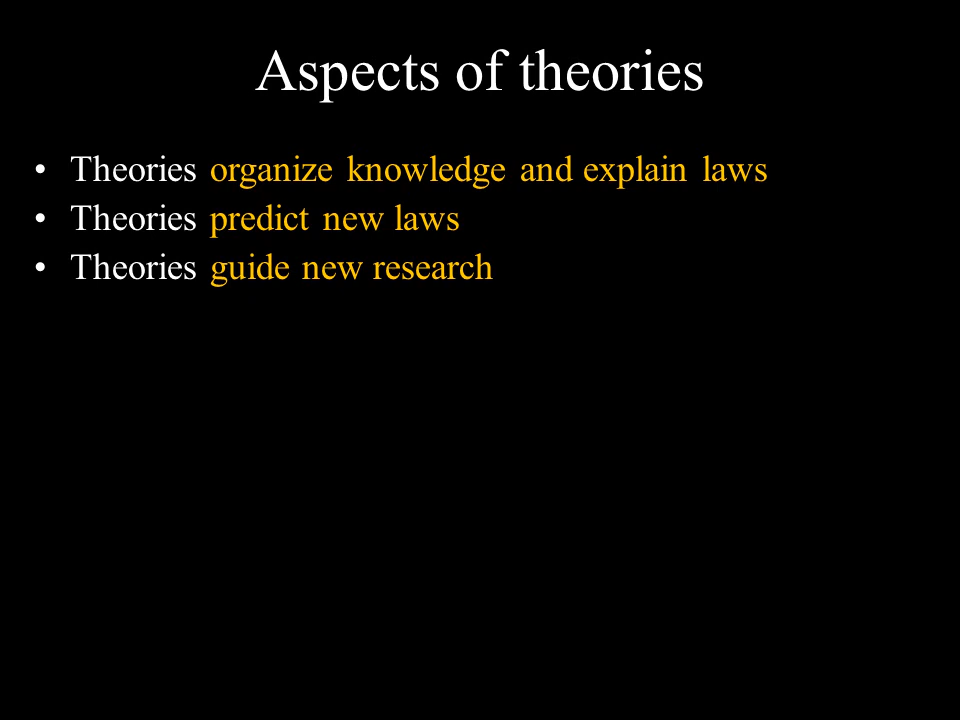 Aspects of theories
• Theories organize knowledge and explain laws
• Theories predict new laws
• Theories guide new research